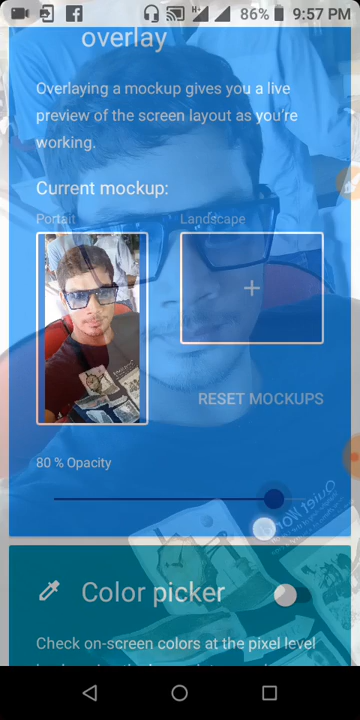 H+
86% 9:57 PM
overlay
Overlaying a mockup gives you a live
preview of the screen layout as you're
working.
Current mockup:
Portait Landscape
+
RESET MOCKUPS
80 % Opacity
Color picker
Check on-screen colors at the pixel level